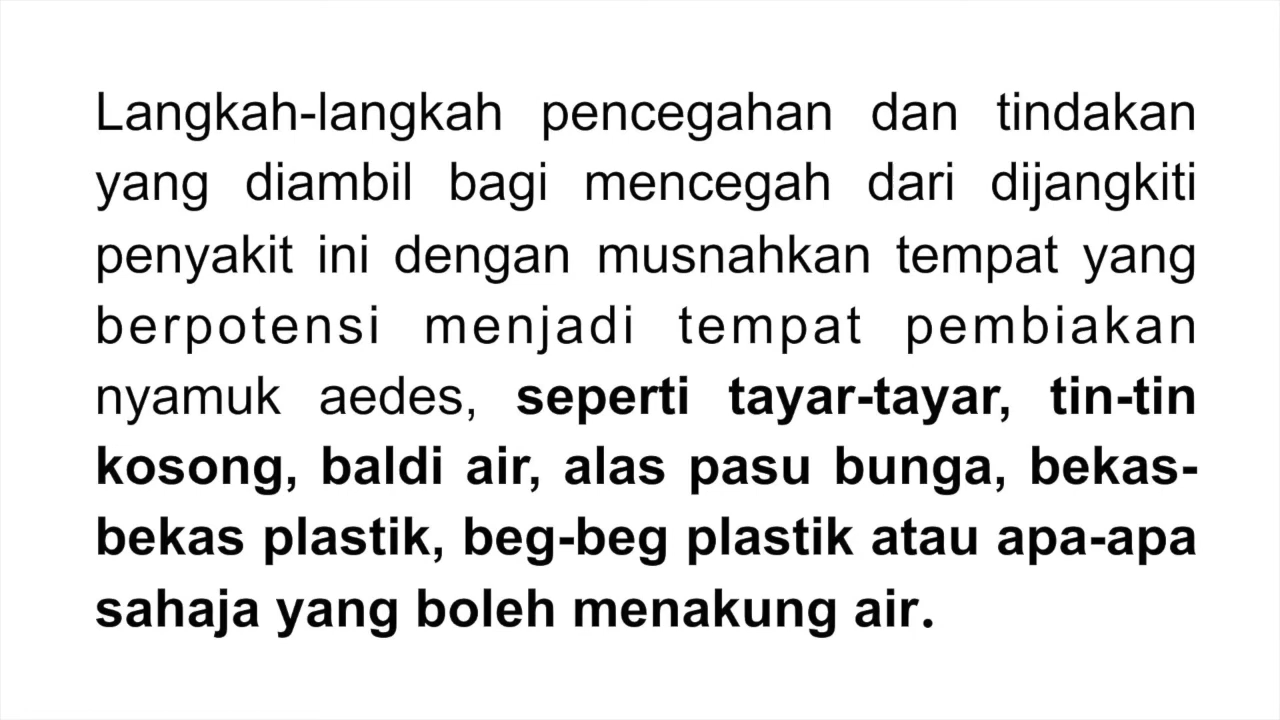 Langkah-langkah pencegahan dan tindakan
yang diambil bagi mencegah dari dijangkiti
penyakit ini dengan musnahkan tempat yang
berpotensi menjadi tempat pembiakan
nyamuk aedes, seperti tayar-tayar, tin-tin
kosong, baldi air, alas pasu bunga, bekas-
bekas plastik, beg-beg plastik atau apa-apa
sahaja yang boleh menakung air.